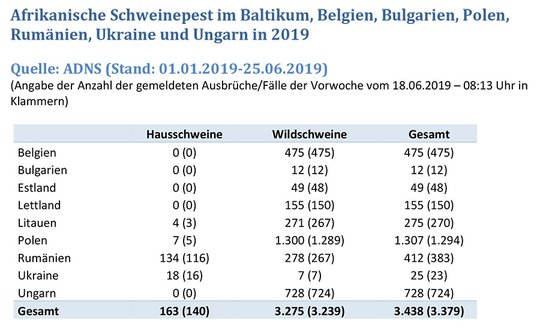 Afrikanische Schweinepest im Baltikum, Belgien, Bulgarien, Polen,
Rumänien, Ukraine und Ungarn in 2019
Quelle: ADNS (Stand: 01.01.2019-25.06.2019)
(Angabe der Anzahl der gemeldeten Ausbrüche/Fälle der Vorwoche vom 18.06.2019 – 08:13 Uhr in
Klammern)
Hausschweine Wildschweine Gesamt
Belgien 0 (0) 475 (475) 475 (475)
Bulgarien 0 (0) 12 (12) 12 (12)
Estland 0 (0) 49 (48) 49 (48)
Lettland 0 (0) 155 (150) 155 (150)
Litauen 4 (3) 271 (267) 275 (270)
Polen 7 (5) 1.300 (1.289) 1.307 (1.294)
Rumänien 134 (116) 278 (267) 412 (383)
Ukraine 18 (16) 7 (7) 25 (23)
Ungarn 0 (0) 728 (724) 728 (724)
Gesamt 163 (140) 3.275 (3.239) 3.438 (3.379)